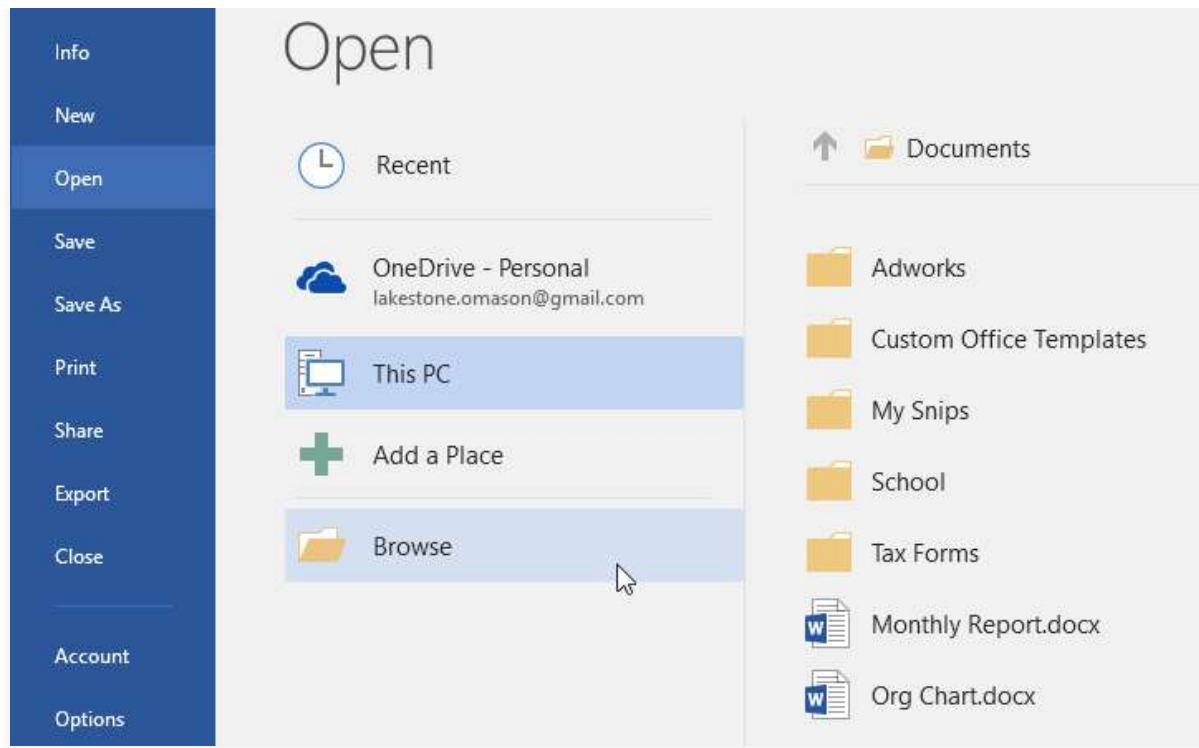 Info
New
Open
Save
Save As
Print
Share
Export
Close
Account
Options
Open
Recent
OneDrive - Personal
lakestone.omason@gmail.com
This PC
Add a Place
Browse
Documents
Adworks
Custom Office Templates
My Snips
School
Tax Forms
W Monthly Report.docx
W Org Chart.docx